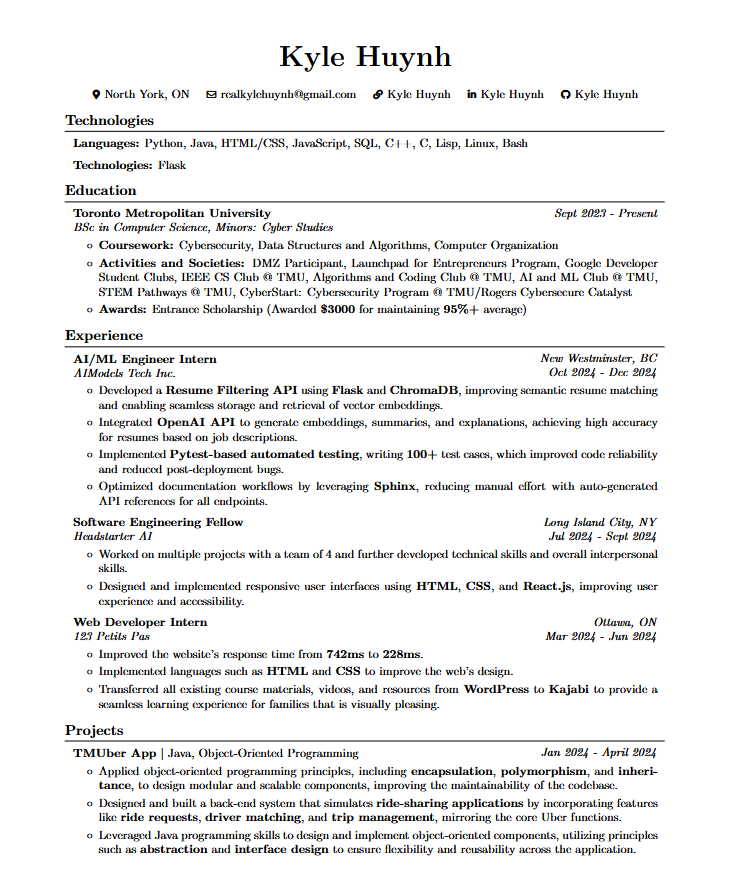 Kyle Huynh
North York, ON realkylehuynh@gmail.com Kyle Huynh Kyle Huynh Kyle Huynh
Technologies
Languages: Python, Java, HTML/CSS, JavaScript, SQL, C++, C, Lisp, Linux, Bash
Technologies: Flask
Education
Toronto Metropolitan University Sept 2023 - Present
BSc in Computer Science, Minors: Cyber Studies
Coursework: Cybersecurity, Data Structures and Algorithms, Computer Organization
Activities and Societies: DMZ Participant, Launchpad for Entrepreneurs Program, Google Developer
Student Clubs, IEEE CS Club @ TMU, Algorithms and Coding Club @ TMU, AI and ML Club @ TMU,
STEM Pathways @ TMU, CyberStart: Cybersecurity Program @ TMU/Rogers Cybersecure Catalyst
Awards: Entrance Scholarship (Awarded $3000 for maintaining 95%+ average)
Experience
AI/ML Engineer Intern New Westminster, BC
AIModels Tech Inc. Oct 2024 - Dec 2024
Developed a Resume Filtering API using Flask and ChromaDB, improving semantic resume matching
and enabling seamless storage and retrieval of vector embeddings.
Integrated OpenAI API to generate embeddings, summaries, and explanations, achieving high accuracy
for resumes based on job descriptions.
Implemented Pytest-based automated testing, writing 100+ test cases, which improved code reliability
and reduced post-deployment bugs.
Optimized documentation workflows by leveraging Sphinx, reducing manual effort with auto-generated
API references for all endpoints.
Software Engineering Fellow Long Island City, NY
Headstarter AI Jul 2024 - Sept 2024
Worked on multiple projects with a team of 4 and further developed technical skills and overall interpersonal
skills.
Designed and implemented responsive user interfaces using HTML, CSS, and React.js, improving user
experience and accessibility.
Web Developer Intern Ottawa, ON
123 Petits Pas Mar 2024 - Jun 2024
Improved the website's response time from 742ms to 228ms.
Implemented languages such as HTML and CSS to improve the web's design.
Transferred all existing course materials, videos, and resources from WordPress to Kajabi to provide a
seamless learning experience for families that is visually pleasing.
Projects
TMUber App | Java, Object-Oriented Programming Jan 2024 - April 2024
Applied object-oriented programming principles, including encapsulation, polymorphism, and inheri-
tance, to design modular and scalable components, improving the maintainability of the codebase.
Designed and built a back-end system that simulates ride-sharing applications by incorporating features
like ride requests, driver matching, and trip management, mirroring the core Uber functions.
Leveraged Java programming skills to design and implement object-oriented components, utilizing principles
such as abstraction and interface design to ensure flexibility and reusability across the application.